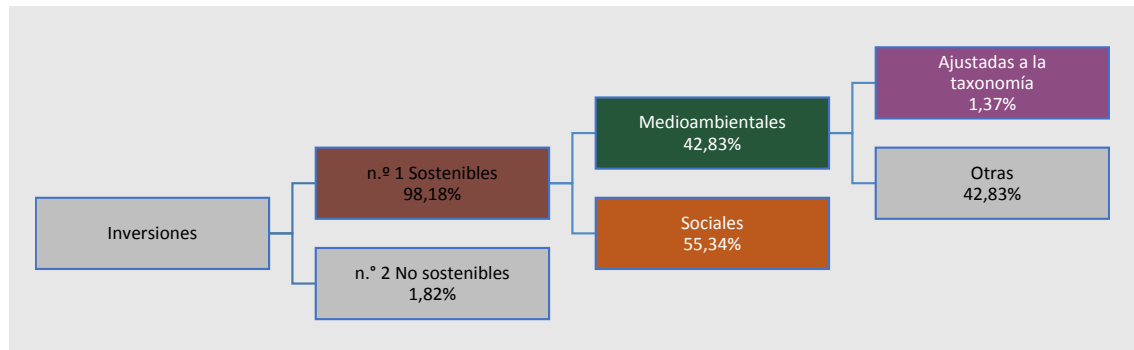 Inversiones
n.º 1 Sostenibles
98,18%
n.° 2 No sostenibles
1,82%
Medioambientales
42,83%
Sociales
55,34%
Ajustadas a la
taxonomía
1,37%
Otras
42,83%